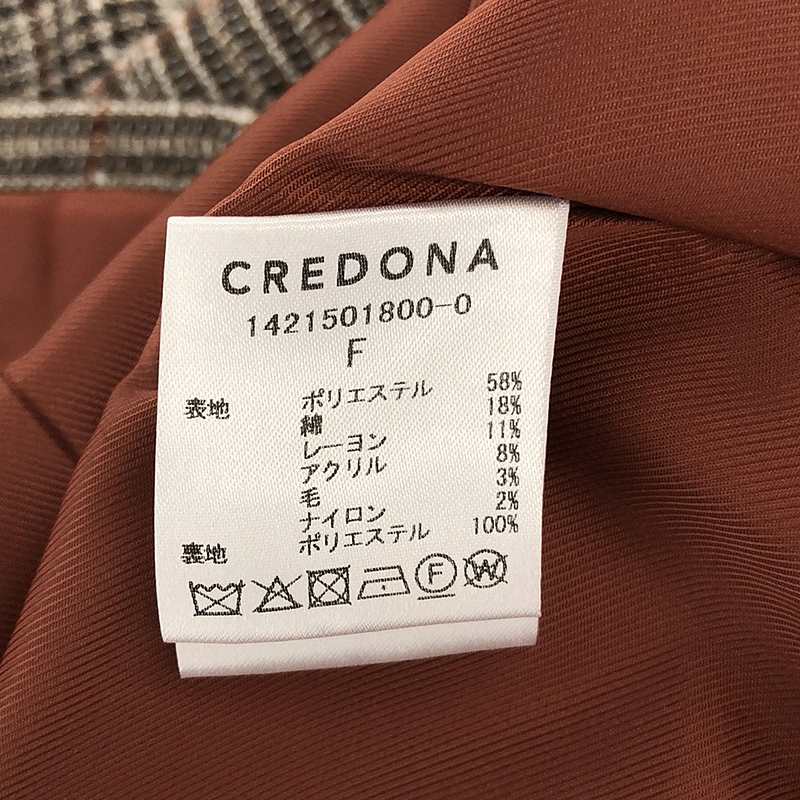 CREDONA
1421501800-0
F
表地 ポリエステル 58%
綿 18%
レーヨン 11%
アクリル 8%
毛 3%
ナイロン 2%
裏地 ポリエステル 100%
F W